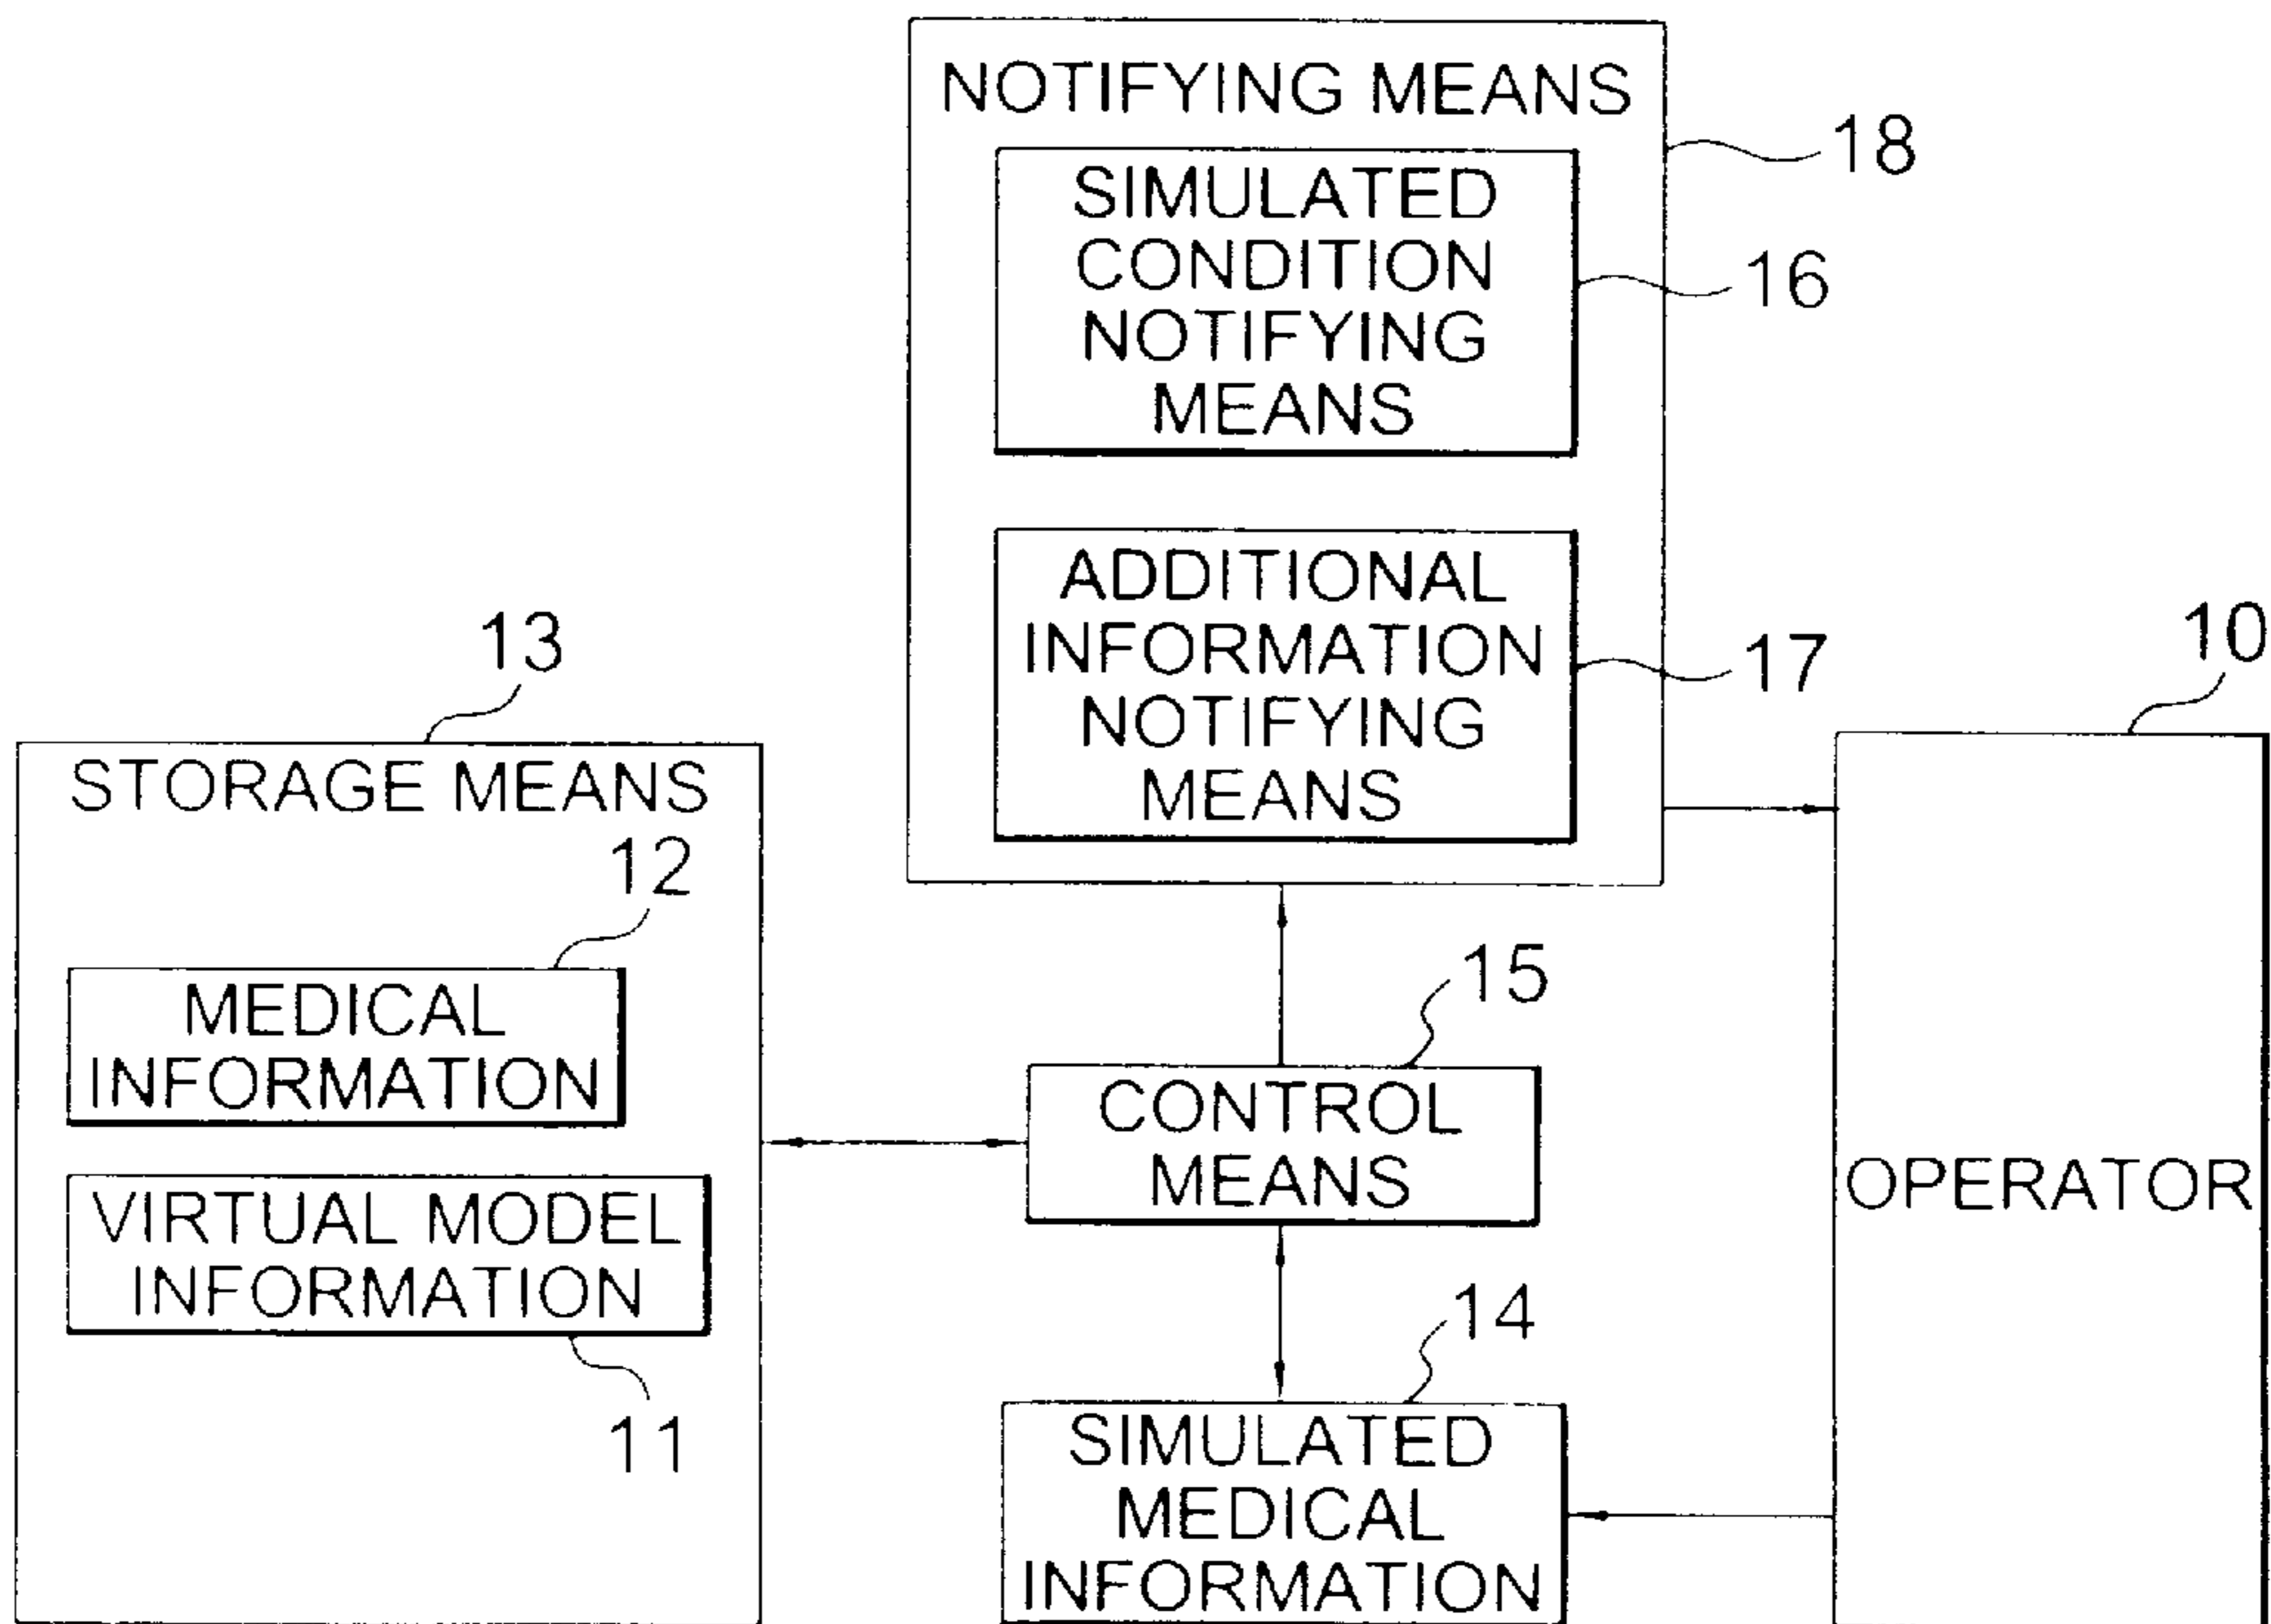 NOTIFYING MEANS
18
SIMULATED
CONDITION
NOTIFYING
MEANS
16
ADDITIONAL
INFORMATION
NOTIFYING
MEANS
17
13
STORAGE MEANS
12
MEDICAL
INFORMATION
VIRTUAL MODEL
INFORMATION
11
15
CONTROL
MEANS
14
SIMULATED
MEDICAL
INFORMATION
10
OPERATOR